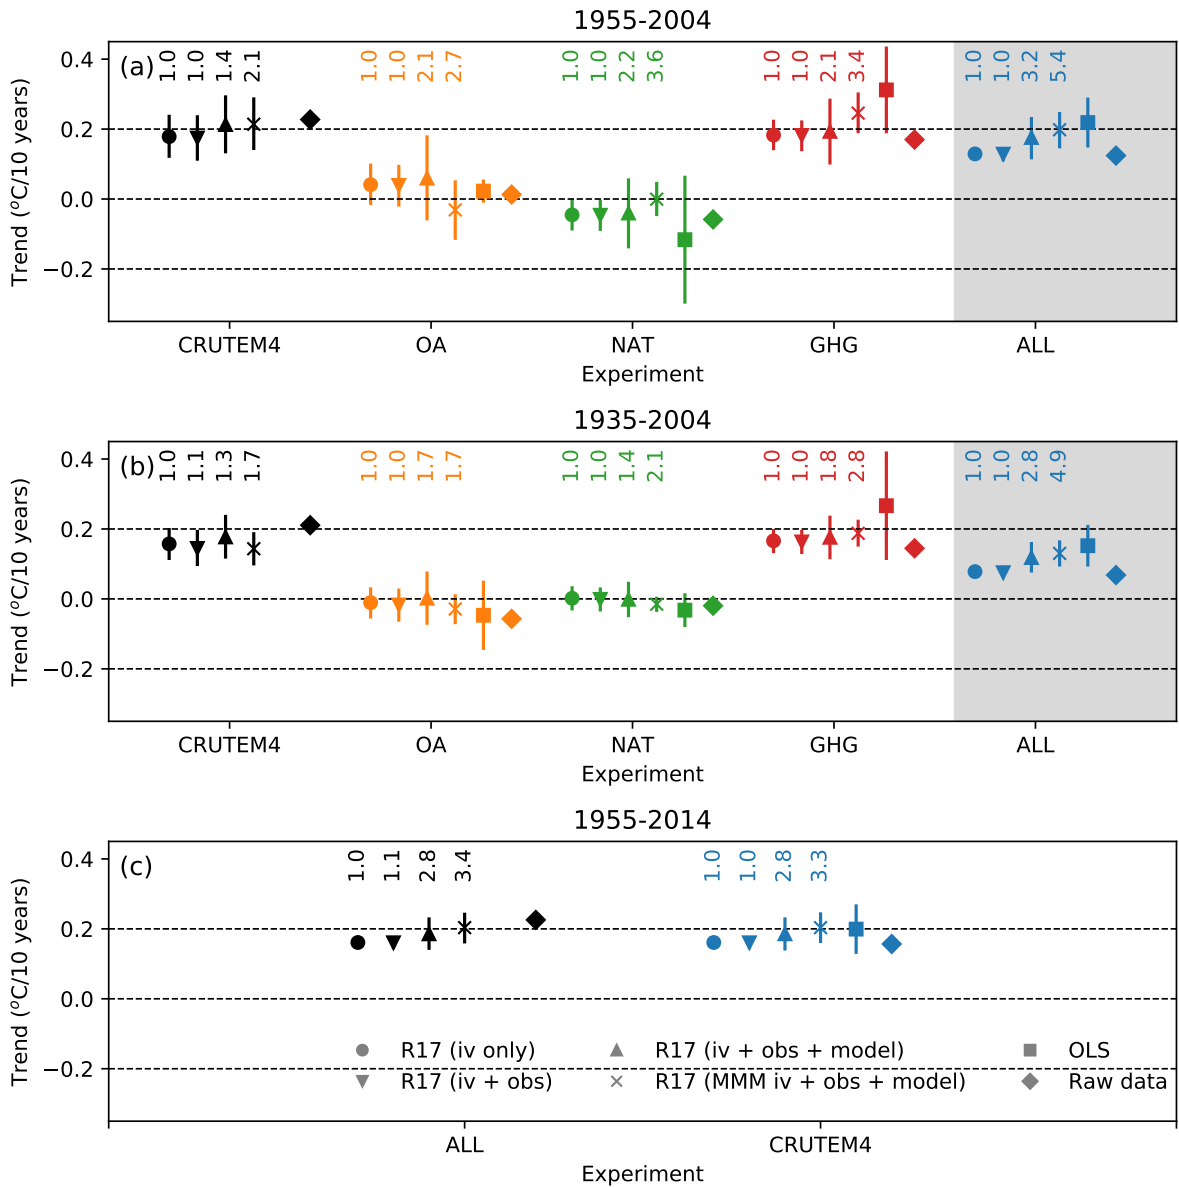 1955-2004
(a)
1.0 1.0 1.4 2.1 1.0 1.0 2.1 2.7 1.0 1.0 2.2 3.6 1.0 1.0 2.1 3.4 1.0 1.0 3.2 5.4
0.4
0.2
0.0
−0.2
Trend (°C/10 years)
CRUTEM4 OA NAT GHG ALL
Experiment
1935-2004
(b)
1.0 1.1 1.3 1.7 1.0 1.0 1.7 1.7 1.0 1.0 1.4 2.1 1.0 1.0 1.8 2.8 1.0 1.0 2.8 4.9
0.4
0.2
0.0
−0.2
Trend (°C/10 years)
CRUTEM4 OA NAT GHG ALL
Experiment
1955-2014
(c)
1.0 1.1 2.8 3.4 1.0 1.0 2.8 3.3
0.4
0.2
0.0
−0.2
Trend (°C/10 years)
R17 (iv only) R17 (iv + obs + model) OLS
R17 (iv + obs) R17 (MMM iv + obs + model) Raw data
ALL CRUTEM4
Experiment